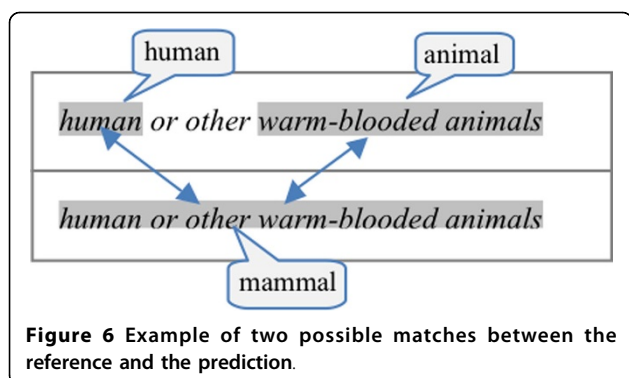 human animal
human or other warm-blooded animals
human or other warm-blooded animals
mammal
Figure 6 Example of two possible matches between the
reference and the prediction.